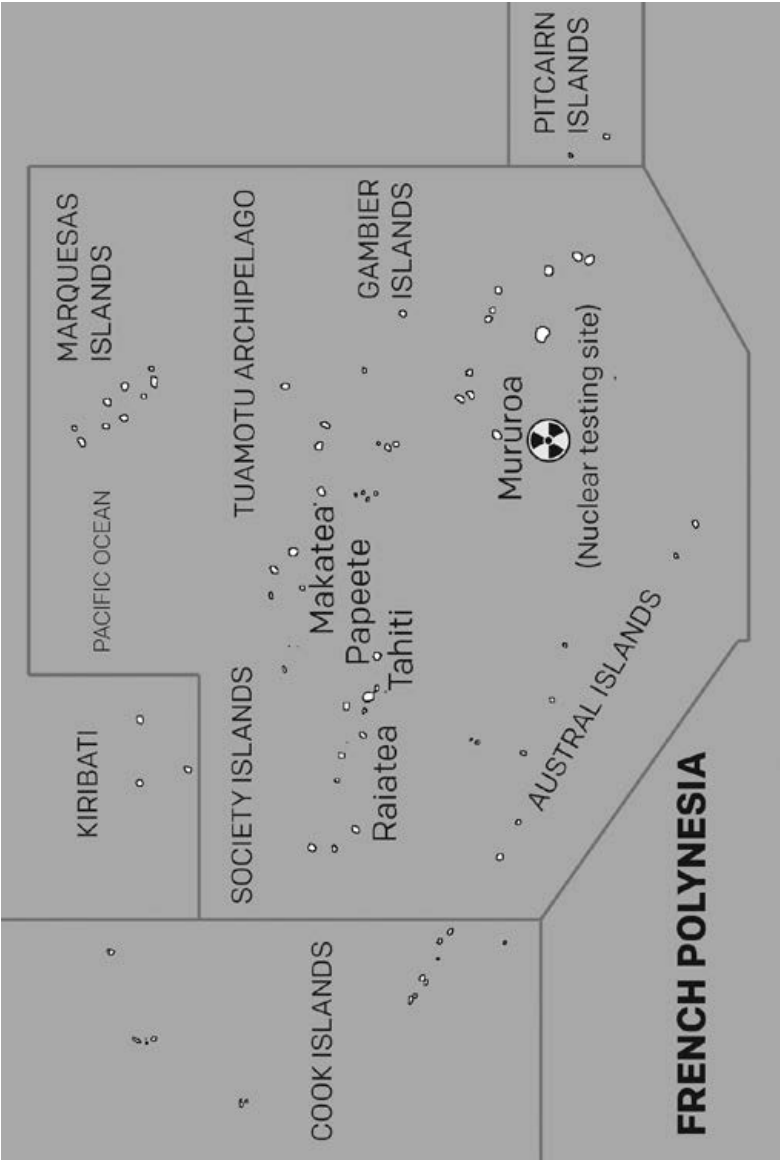 MARQUESAS
ISLANDS
PACIFIC OCEAN
KIRIBATI
TUAMOTU ARCHIPELAGO
SOCIETY ISLANDS
COOK ISLANDS
Makatea
Papeete
Tahiti
Raiatea
GAMBIER
ISLANDS
PITCAIRN
ISLANDS
Mururoa
(Nuclear testing site)
AUSTRAL ISLANDS
FRENCH POLYNESIA